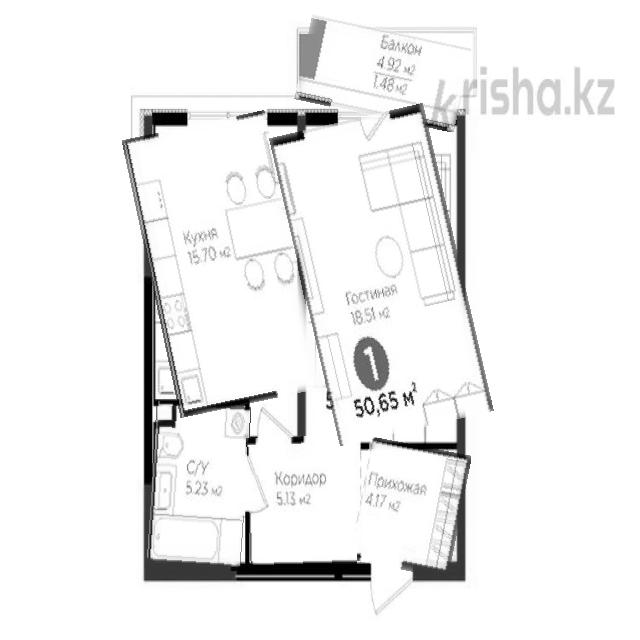 Балкон
4.92 м2
1.48 м2
krisha.kz
Кухня
15.70 м2
Гостиная
18.51 м2
1
5
50,65 м²
С/У
5.23 м2
Коридор
5.13 м2
Прихожая
4.17 м2